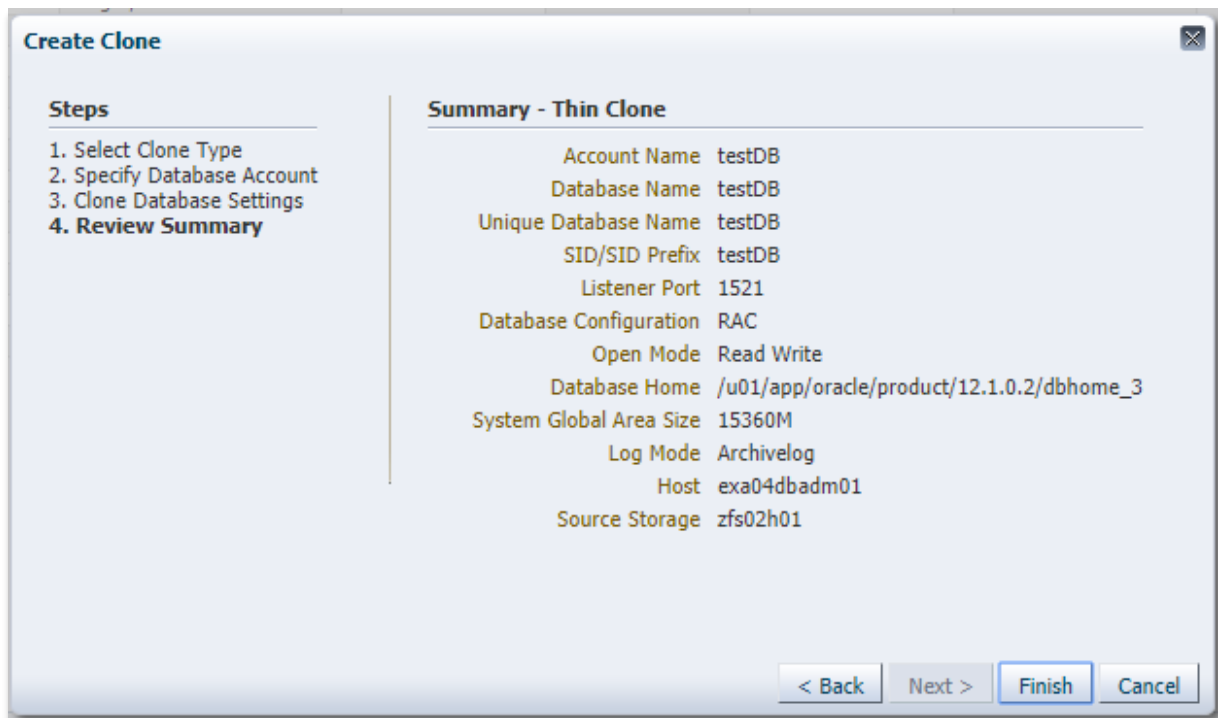 Create Clone
Steps
1. Select Clone Type
2. Specify Database Account
3. Clone Database Settings
4. Review Summary
Summary - Thin Clone
Account Name testDB
Database Name testDB
Unique Database Name testDB
SID/SID Prefix testDB
Listener Port 1521
Database Configuration RAC
Open Mode Read Write
Database Home /u01/app/oracle/product/12.1.0.2/dbhome_3
System Global Area Size 15360M
Log Mode Archivelog
Host exa04dbadm01
Source Storage zfs02h01
< Back Next > Finish Cancel